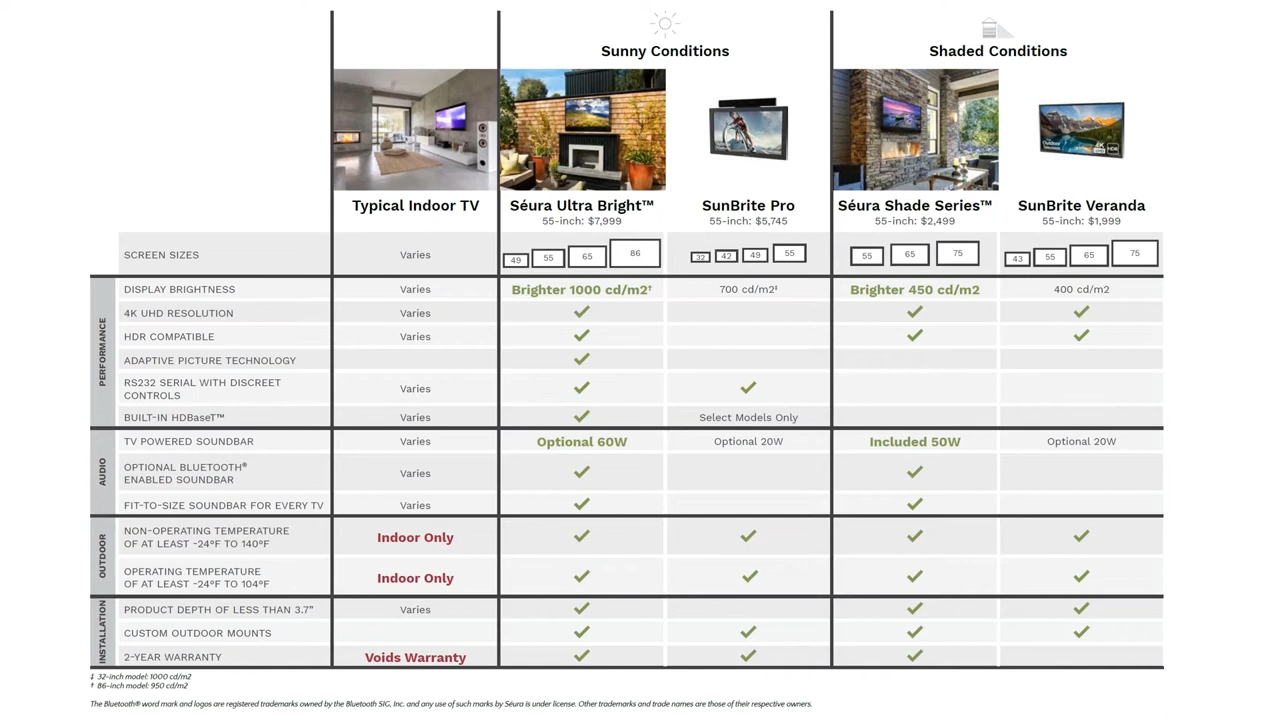 Sunny Conditions
Shaded Conditions
Typical Indoor TV
Séura Ultra Bright™
55-inch: $7,999
SunBrite Pro
55-inch: $5,745
Séura Shade Series™
55-inch: $2,499
SunBrite Veranda
55-inch: $1,999
SCREEN SIZES
Varies
49 55 65 86
32 42 49 55
55 65 75
43 55 65 75
PERFORMANCE
DISPLAY BRIGHTNESS
Varies
Brighter 1000 cd/m2†
700 cd/m2‡
Brighter 450 cd/m2
400 cd/m2
4K UHD RESOLUTION
Varies
HDR COMPATIBLE
Varies
ADAPTIVE PICTURE TECHNOLOGY
RS232 SERIAL WITH DISCREET
CONTROLS
Varies
BUILT-IN HDBaseT™
Varies
Select Models Only
AUDIO
TV POWERED SOUNDBAR
Varies
Optional 60W
Optional 20W
Included 50W
Optional 20W
OPTIONAL BLUETOOTH®
ENABLED SOUNDBAR
Varies
FIT-TO-SIZE SOUNDBAR FOR EVERY TV
Varies
OUTDOOR
NON-OPERATING TEMPERATURE
OF AT LEAST -24°F TO 140°F
Indoor Only
OPERATING TEMPERATURE
OF AT LEAST -24°F TO 104°F
Indoor Only
INSTALLATION
PRODUCT DEPTH OF LESS THAN 3.7”
Varies
CUSTOM OUTDOOR MOUNTS
2-YEAR WARRANTY
Voids Warranty
‡ 32-inch model: 1000 cd/m2
† 86-inch model: 950 cd/m2
The Bluetooth® word mark and logos are registered trademarks owned by the Bluetooth SIG, Inc. and any use of such marks by Séura is under license. Other trademarks and trade names are those of their respective owners.